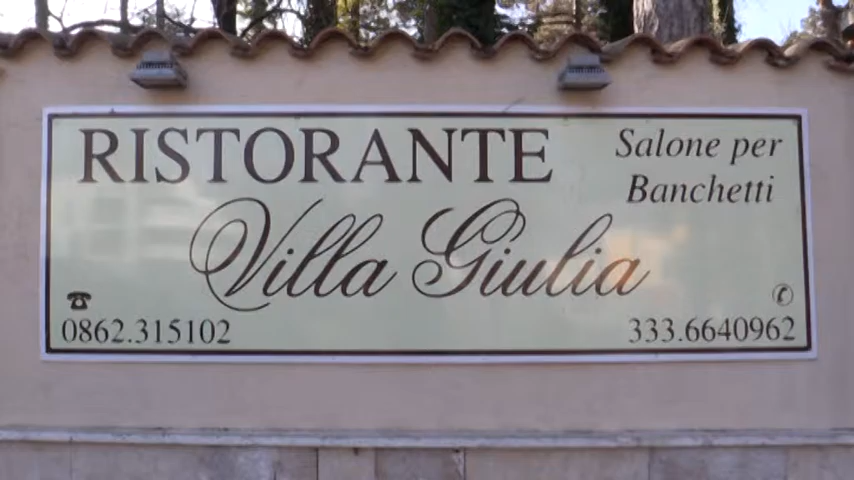 RISTORANTE
Salone per
Banchetti
Villa Giulia
0862.315102
333.6640962